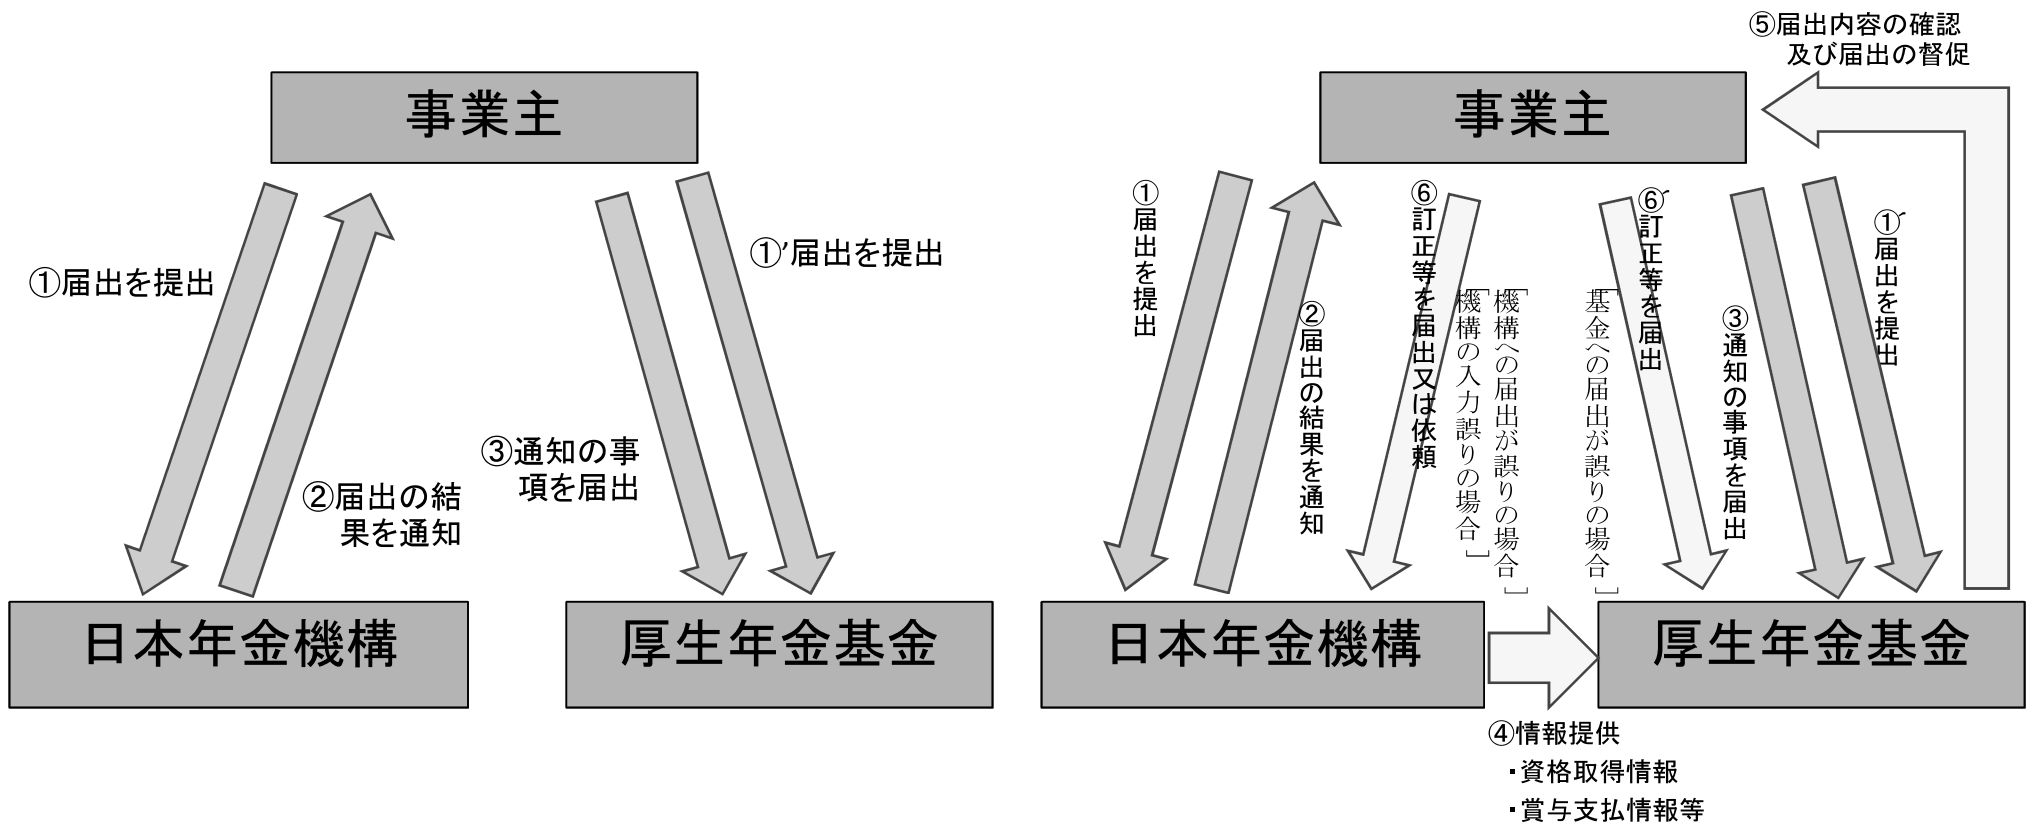 事業主
①届出を提出
②届出の結
果を通知
③通知の事
項を届出
①’届出を提出
日本年金機構
厚生年金基金
⑤届出内容の確認
及び届出の督促
事業主
①届出を提出
②届出の結果を通知
⑥訂正等を届出又は依頼
［機構の入力誤りの場合］
［機構への届出が誤りの場合］
［基金への届出が誤りの場合］
⑥´訂正等を届出
③通知の事項を届出
①´届出を提出
日本年金機構
厚生年金基金
④情報提供
・資格取得情報
・賞与支払情報等